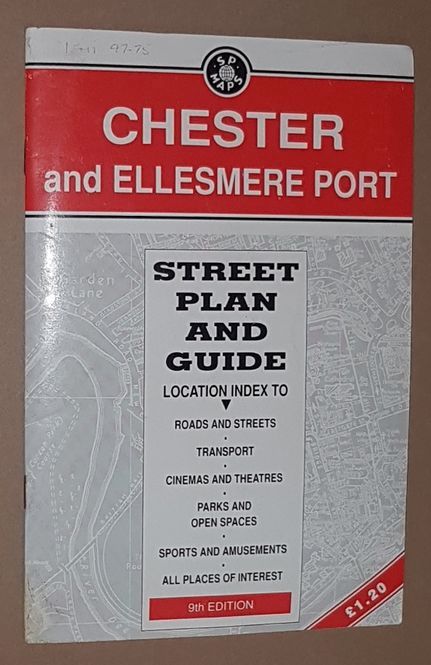 SP
MAPS
CHESTER
and ELLESMERE PORT
STREET
PLAN AND
GUIDE
LOCATION INDEX TO
ROADS AND STREETS
TRANSPORT
CINEMAS AND THEATRES
PARKS AND
OPEN SPACES
SPORTS AND AMUSEMENTS
ALL PLACES OF INTEREST
9th EDITION
£1.20